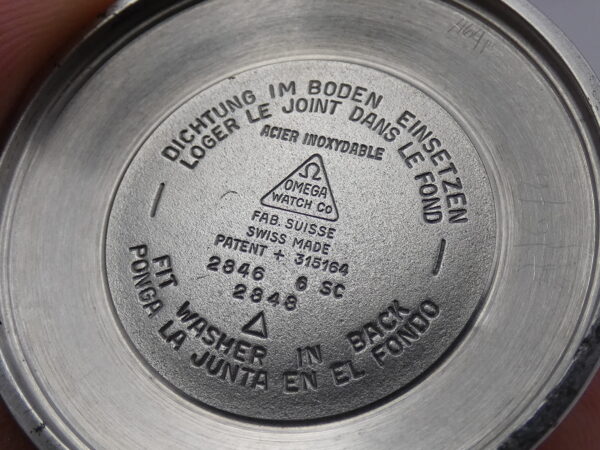 DICHTUNG IM BODEN EINSETZEN
LOGER LE JOINT DANS LE FOND
ACIER INOXYDABLE
Ω
OMEGA
WATCH Co
FAB. SUISSE
SWISS MADE
PATENT + 315164
2846 6 SC
2848
FIT WASHER IN BACK
PONGA LA JUNTA EN EL FONDO